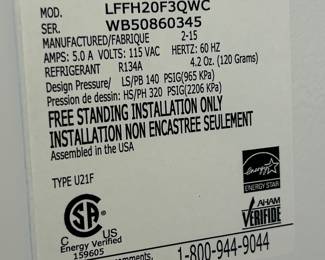 MOD. LFFH20F3QWC
SER. WB50860345
MANUFACTURED/FABRIQUE 2-15
AMPS: 5.0 A VOLTS: 115 VAC HERTZ: 60 HZ
REFRIGERANT R134A 4.2 Oz. (120 Grams)
Design Pressure/ LS/PB 140 PSIG(965 KPa)
Pression de dessin: HS/PH 320 PSIG(2206 KPa)
FREE STANDING INSTALLATION ONLY
INSTALLATION NON ENCASTREE SEULEMENT
Assembled in the USA
TYPE U21F
energy
ENERGY STAR
SA
C US
Energy Verified
159605
AHAM
VERIFIDE
comments, 1-800-944-9044